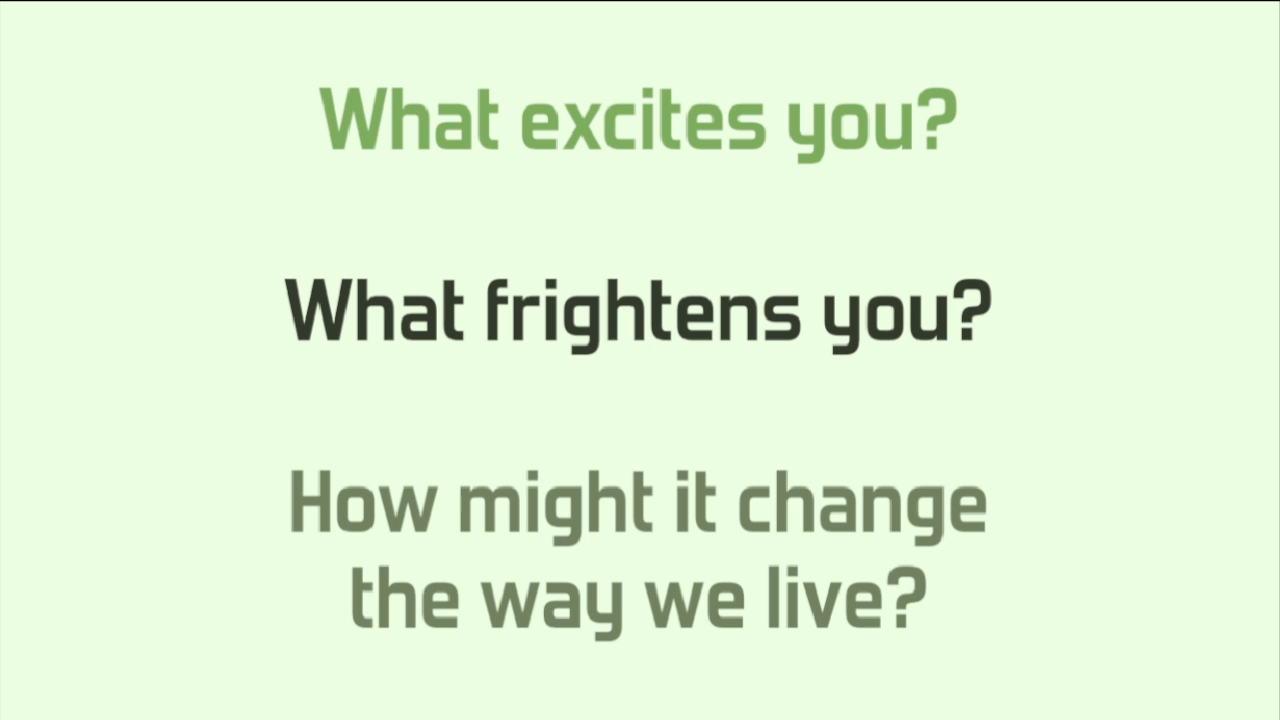 What excites you?
What frightens you?
How might it change
the way we live?